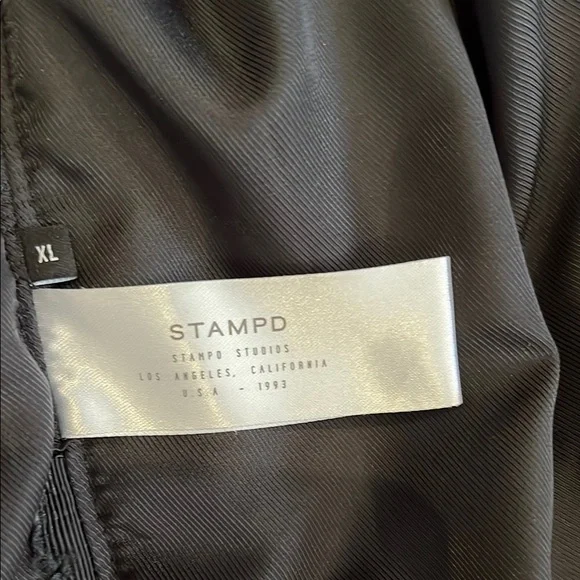 XL
STAMPD
STAMPD STUDIOS
LOS ANGELES, CALIFORNIA
U.S.A - 1993